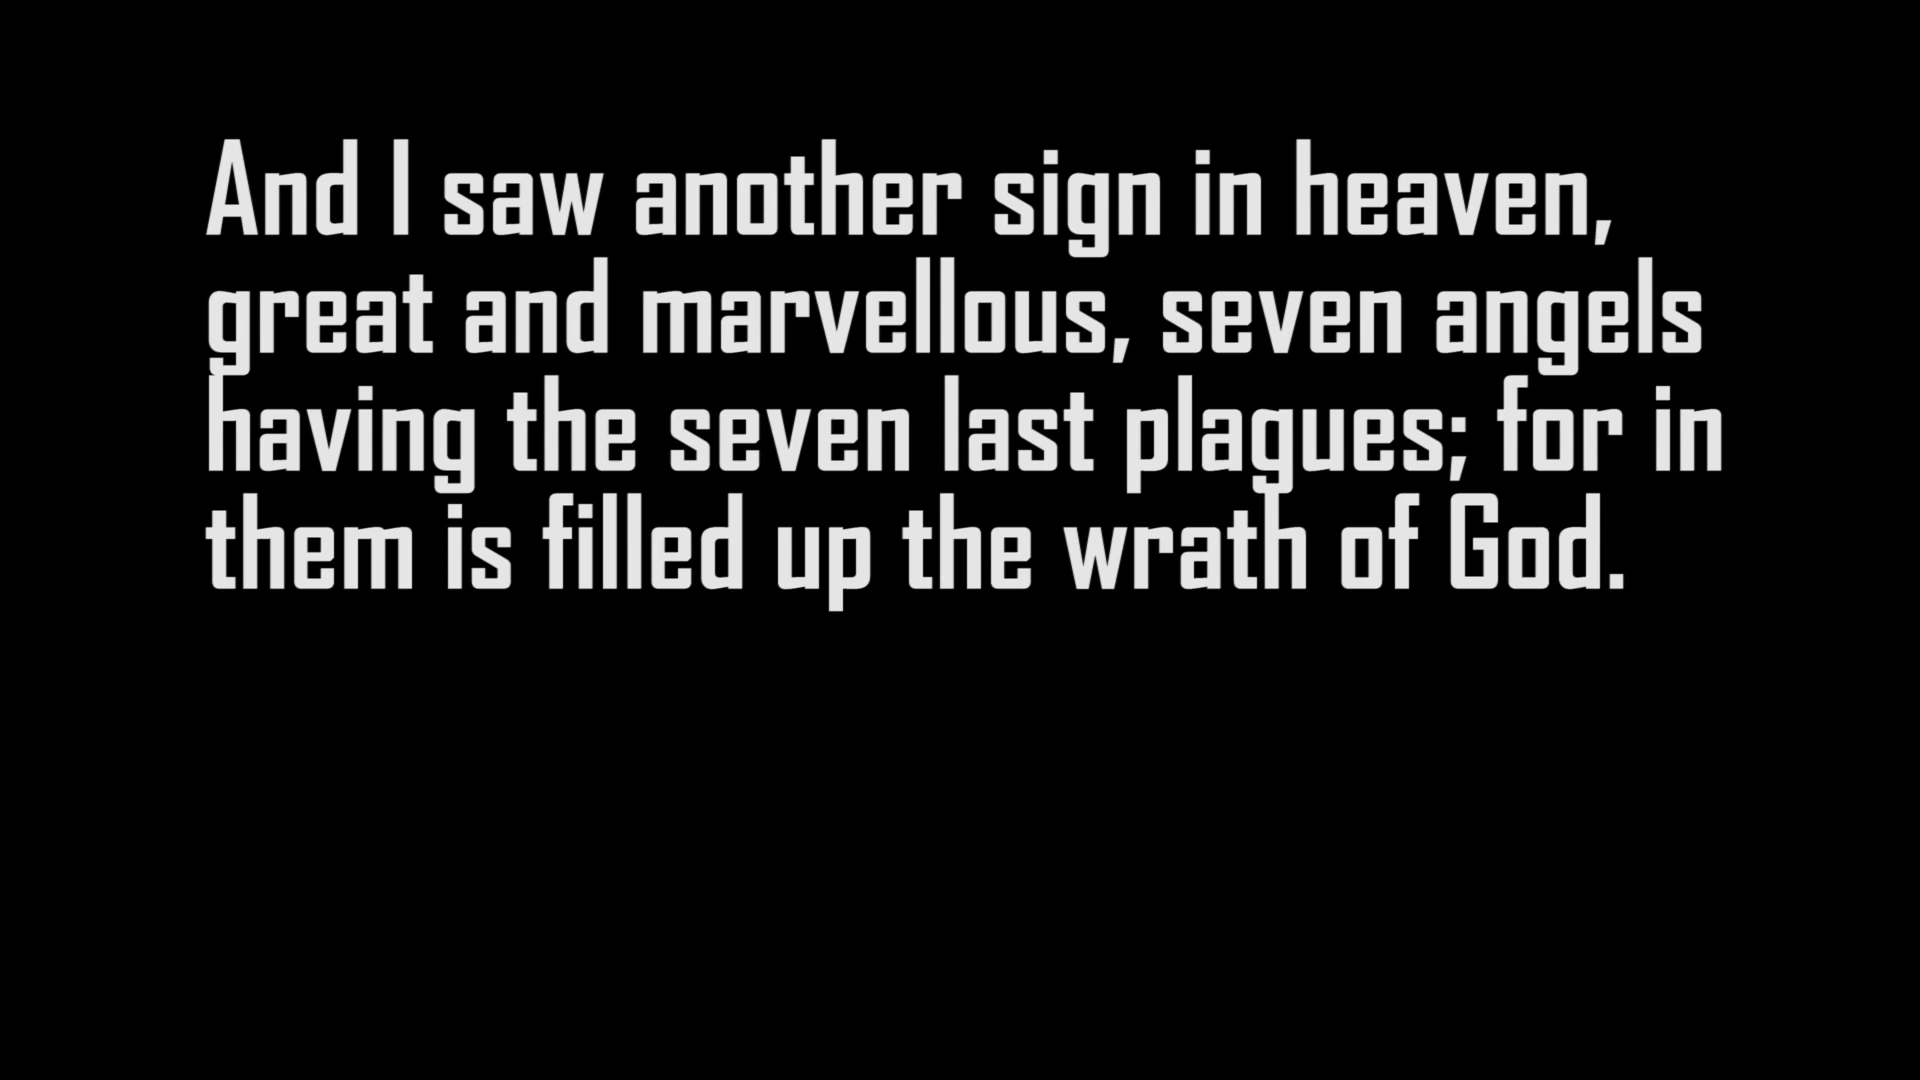 And I saw another sign in heaven,
great and marvellous, seven angels
having the seven last plagues; for in
them is filled up the wrath of God.